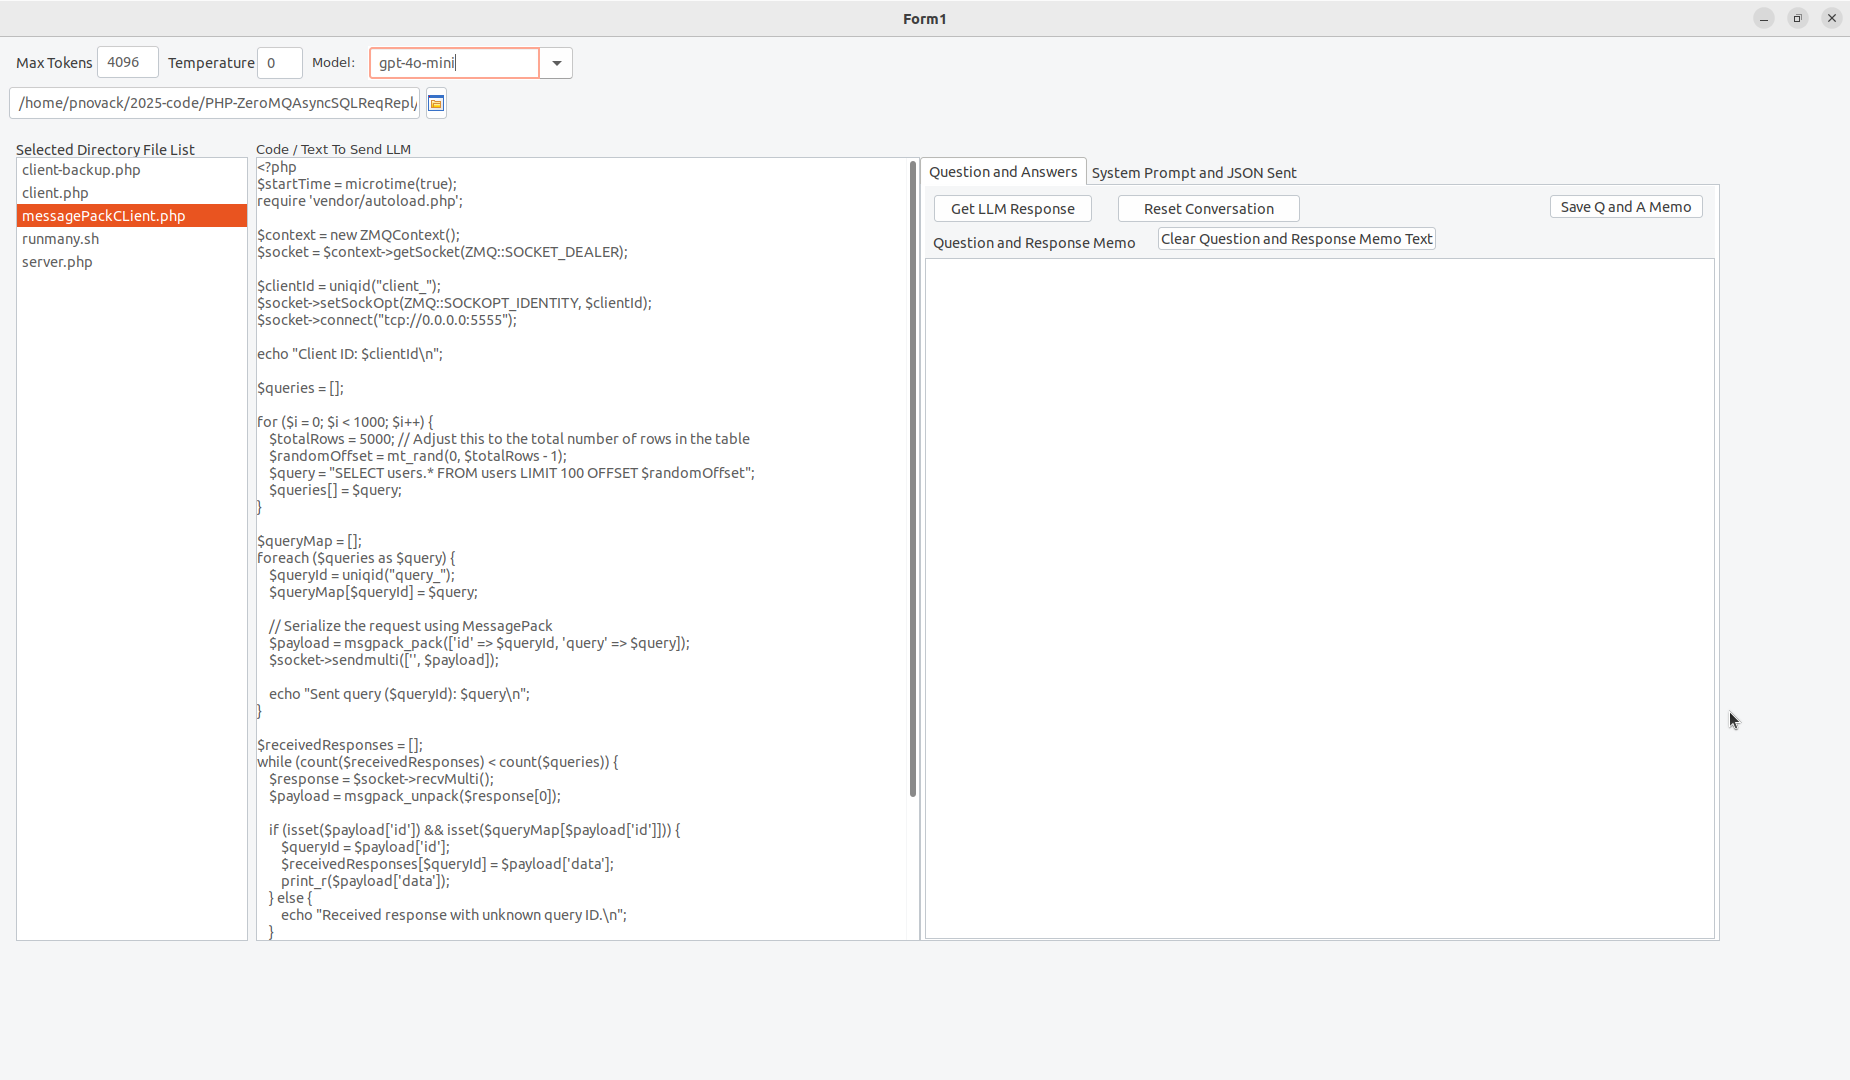 Form1
Max Tokens 4096 Temperature 0 Model: gpt-4o-mini
/home/pnovack/2025-code/PHP-ZeroMQAsyncSQLReqRepl/
Selected Directory File List
client-backup.php
client.php
messagePackCLient.php
runmany.sh
server.php
Code / Text To Send LLM
<?php
$startTime = microtime(true);
require 'vendor/autoload.php';

$context = new ZMQContext();
$socket = $context->getSocket(ZMQ::SOCKET_DEALER);

$clientId = uniqid("client_");
$socket->setSockOpt(ZMQ::SOCKOPT_IDENTITY, $clientId);
$socket->connect("tcp://0.0.0.0:5555");

echo "Client ID: $clientId\n";

$queries = [];

for ($i = 0; $i < 1000; $i++) {
    $totalRows = 5000; // Adjust this to the total number of rows in the table
    $randomOffset = mt_rand(0, $totalRows - 1);
    $query = "SELECT users.* FROM users LIMIT 100 OFFSET $randomOffset";
    $queries[] = $query;
}

$queryMap = [];
foreach ($queries as $query) {
    $queryId = uniqid("query_");
    $queryMap[$queryId] = $query;

    // Serialize the request using MessagePack
    $payload = msgpack_pack(['id' => $queryId, 'query' => $query]);
    $socket->sendmulti(['', $payload]);

    echo "Sent query ($queryId): $query\n";
}

$receivedResponses = [];
while (count($receivedResponses) < count($queries)) {
    $response = $socket->recvMulti();
    $payload = msgpack_unpack($response[0]);

    if (isset($payload['id']) && isset($queryMap[$payload['id']])) {
        $queryId = $payload['id'];
        $receivedResponses[$queryId] = $payload['data'];
        print_r($payload['data']);
    } else {
        echo "Received response with unknown query ID.\n";
    }
Question and Answers System Prompt and JSON Sent
Get LLM Response Reset Conversation Save Q and A Memo
Question and Response Memo Clear Question and Response Memo Text